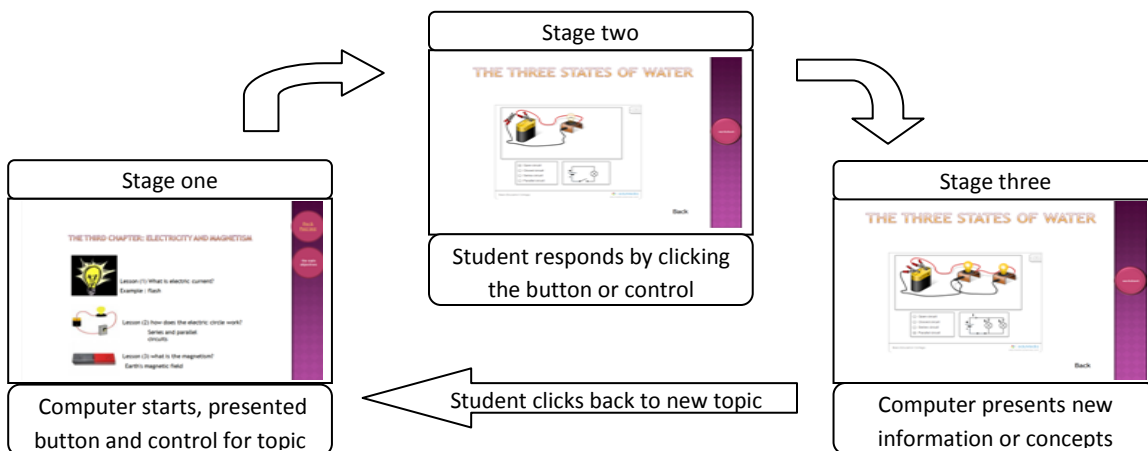 Stage one
THE THIRD CHAPTER: ELECTRICITY AND MAGNETISM
Lesson (1) What is electric current?
Example : flash
Lesson (2) how does the electric circle work?
Series and parallel
circuits
Lesson (3) what is the magnetism?
Earth's magnetic field
Computer starts, presented
button and control for topic
Stage two
THE THREE STATES OF WATER
Back
Student responds by clicking
the button or control
Stage three
THE THREE STATES OF WATER
Back
Computer presents new
information or concepts
Student clicks back to new topic